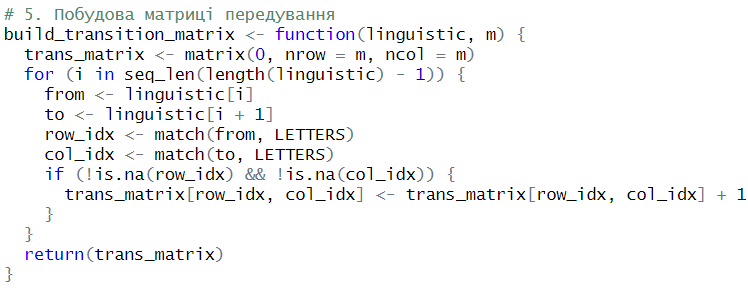 # 5. Побудова матриці передування
build_transition_matrix <- function(linguistic, m) {
  trans_matrix <- matrix(0, nrow = m, ncol = m)
  for (i in seq_len(length(linguistic) - 1)) {
    from <- linguistic[i]
    to <- linguistic[i + 1]
    row_idx <- match(from, LETTERS)
    col_idx <- match(to, LETTERS)
    if (!is.na(row_idx) && !is.na(col_idx)) {
      trans_matrix[row_idx, col_idx] <- trans_matrix[row_idx, col_idx] + 1
    }
  }
  return(trans_matrix)
}